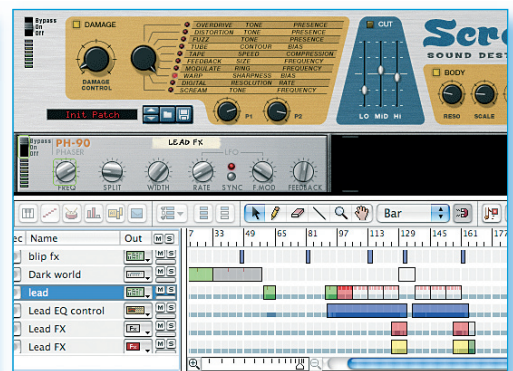 Bypass
On
Off
DAMAGE
OVERDRIVE TONE PRESENCE
DISTORTION TONE PRESENCE
FUZZ TONE PRESENCE
TUBE CONTOUR BIAS
TAPE SPEED COMPRESSION
FEEDBACK SIZE FREQUENCY
MODULATE RING FREQUENCY
WARP SHARPNESS BIAS
DIGITAL RESOLUTION RATE
SCREAM TONE FREQUENCY
DAMAGE
CONTROL
Init Patch
P1
P2
CUT
LO MID HI
Scre
SOUND DEST
BODY
RESO SCALE
Bypass
On
Off
PH-90
PHASER
LEAD FX
LFO
FREQ SPLIT WIDTH RATE SYNC F.MOD FEEDBACK
Bar
ec Name Out M S 7 33 49 65 81 97 113 129 145 161 177
blip fx M S
Dark world M S
lead M S
Lead EQ control M S
Lead FX Fx M S
Lead FX Fx M S